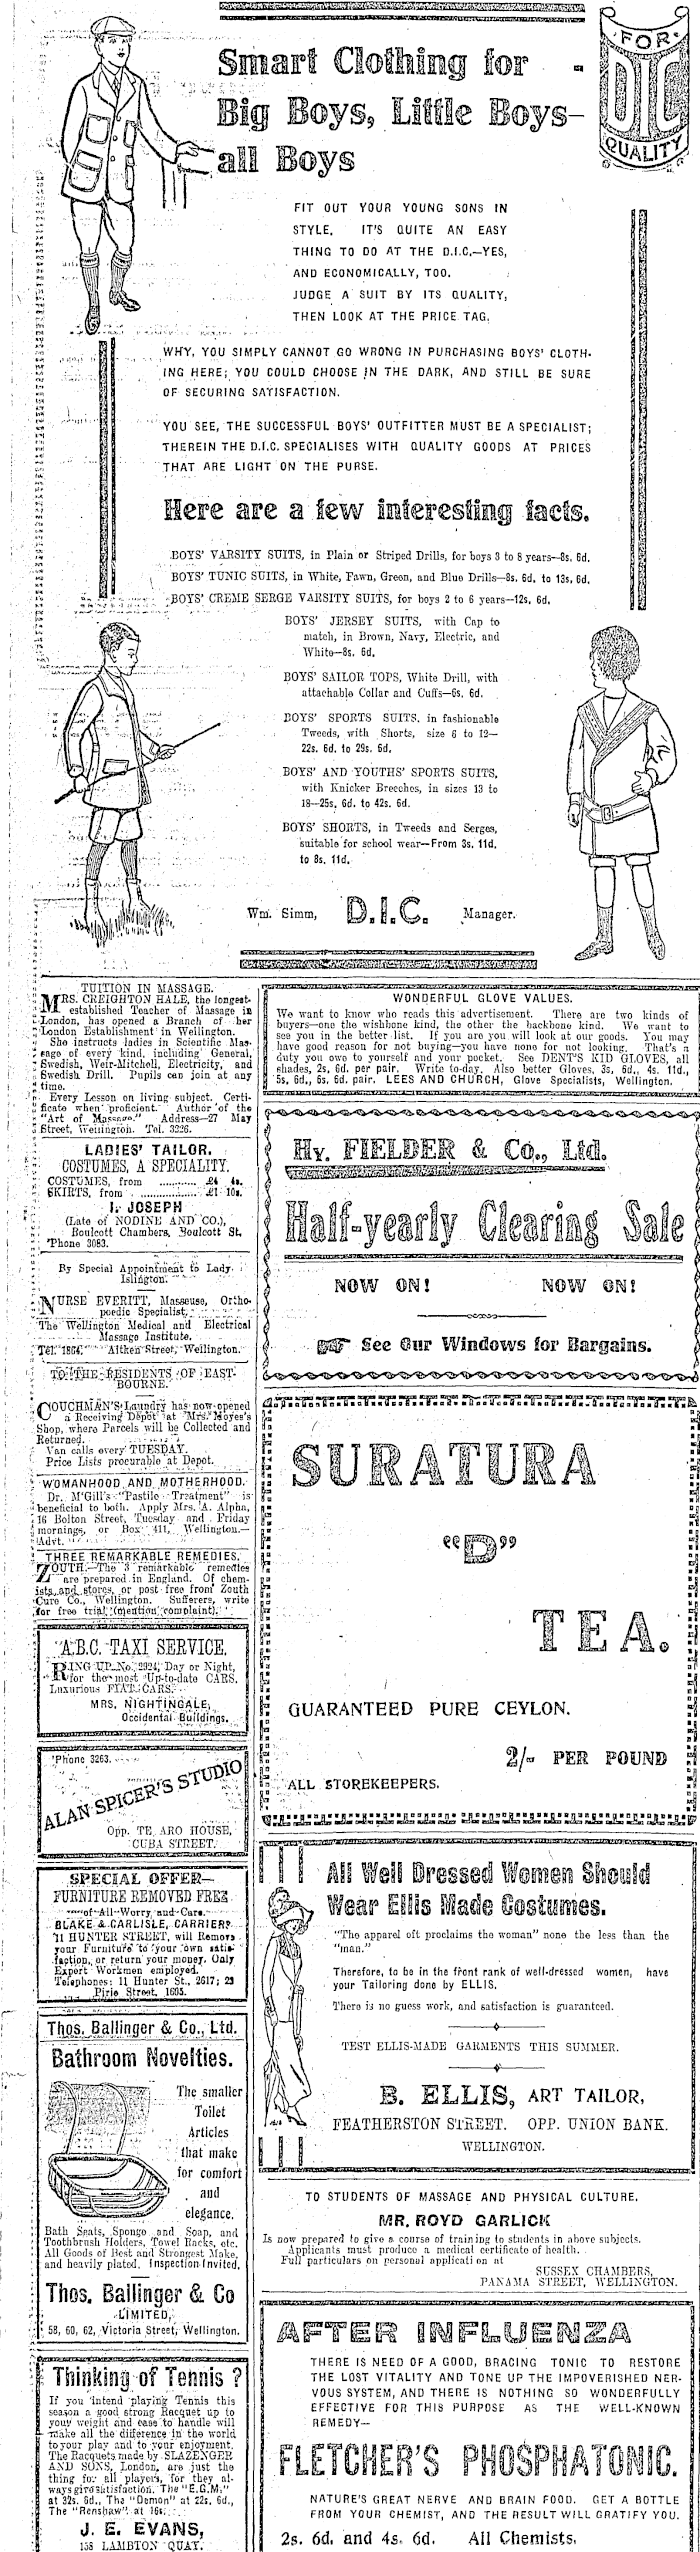 Smart Clothing for -
Big Boys, Little Boys—
all Boys
FOR
DIC
QUALITY
FIT OUT YOUR YOUNG SONS IN
STYLE. IT'S QUITE AN EASY
THING TO DO AT THE D.I.C.—YES,
AND ECONOMICALLY, TOO.
JUDGE A SUIT BY ITS QUALITY,
THEN LOOK AT THE PRICE TAG.
WHY, YOU SIMPLY CANNOT GO WRONG IN PURCHASING BOYS' CLOTH-
ING HERE; YOU COULD CHOOSE IN THE DARK, AND STILL BE SURE
OF SECURING SATISFACTION.
YOU SEE, THE SUCCESSFUL BOYS' OUTFITTER MUST BE A SPECIALIST;
THEREIN THE D.I.C. SPECIALISES WITH QUALITY GOODS AT PRICES
THAT ARE LIGHT ON THE PURSE.
Here are a few interesting facts.
BOYS' VARSITY SUITS, in Plain or Striped Drills, for boys 3 to 8 years—8s. 6d.
BOYS' TUNIC SUITS, in White, Fawn, Green, and Blue Drills—8s. 6d. to 13s. 6d.
BOYS' CREME SERGE VARSITY SUITS, for boys 2 to 6 years—12s. 6d.
BOYS' JERSEY SUITS, with Cap to
match, in Brown, Navy, Electric, and
White—8s. 6d.
BOYS' SAILOR TOPS, White Drill, with
attachable Collar and Cuffs—6s. 6d.
BOYS' SPORTS SUITS, in fashionable
Tweeds, with Shorts, size 6 to 12—
22s. 6d. to 29s. 6d.
BOYS' AND YOUTHS' SPORTS SUITS,
with Knicker Breeches, in sizes 13 to
18—25s. 6d. to 42s. 6d.
BOYS' SHORTS, in Tweeds and Serges,
suitable for school wear—From 3s. 11d.
to 8s. 11d.
Wm. Simm, D.I.C. Manager.
TUITION IN MASSAGE.
MRS. CREIGHTON HALE, the longest-
established Teacher of Massage in
London, has opened a Branch of her
London Establishment in Wellington.
She instructs ladies in Scientific Mas-
sage of every kind, including General,
Swedish, Weir-Mitchell, Electricity, and
Swedish Drill. Pupils can join at any
time.
Every Lesson on living subject. Certi-
ficate when proficient. Author of the
"Art of Massage." Address—27 May
Street, Wellington. Tel. 3226.
LADIES' TAILOR.
COSTUMES, A SPECIALITY.
COSTUMES, from ............ £4 4s.
SKIRTS, from ................ £1 10s.
I. JOSEPH
(Late of NODINE AND CO.),
Boulcott Chambers, Boulcott St.
'Phone 3083.
By Special Appointment to Lady
Islington.
NURSE EVERITT, Masseuse, Ortho-
poedic Specialist,
The Wellington Medical and Electrical
Massage Institute.
Tel. 1864. Aitken Street, Wellington.
TO THE RESIDENTS OF EAST-
BOURNE.
COUCHMAN'S Laundry has now opened
a Receiving Depot at Mrs. Moyes's
Shop, where Parcels will be Collected and
Returned.
Van calls every TUESDAY.
Price Lists procurable at Depot.
WOMANHOOD AND MOTHERHOOD.
Dr. M'Gill's "Pastile Treatment" is
beneficial to both. Apply Mrs. A. Alpha,
16 Bolton Street, Tuesday and Friday
mornings, or Box 411, Wellington.—
Advt.
THREE REMARKABLE REMEDIES.
ZOUTH.—The 3 remarkable remedies
are prepared in England. Of chem-
ists and stores, or post free from Zouth
Cure Co., Wellington. Sufferers, write
for free trial (mention complaint).
A.B.C. TAXI SERVICE.
RING UP No. 2924, Day or Night,
for the most Up-to-date CARS.
Luxurious FIAT CARS.
MRS. NIGHTINGALE,
Occidental Buildings.
'Phone 3263.
ALAN SPICER'S STUDIO
Opp. TE ARO HOUSE,
CUBA STREET.
SPECIAL OFFER—
FURNITURE REMOVED FREE
of All Worry and Care.
BLAKE & CARLISLE, CARRIERS
11 HUNTER STREET, will Remove
your Furniture to your own satis-
faction, or return your money. Only
Expert Workmen employed.
Telephones: 11 Hunter St., 2617; 23
Pirie Street, 1695.
Thos. Ballinger & Co., Ltd.
Bathroom Novelties.
The smaller
Toilet
Articles
that make
for comfort
and
elegance.
Bath Seats, Sponge and Soap, and
Toothbrush Holders, Towel Racks, etc.
All Goods of Best and Strongest Make,
and heavily plated. Inspection Invited.
Thos. Ballinger & Co
LIMITED,
58, 60, 62, Victoria Street, Wellington.
Thinking of Tennis?
If you intend playing Tennis this
season a good strong Racquet up to
your weight and ease to handle will
make all the diference in the world
to your play and to your enjoyment.
The Racquets made by SLAZENGER
AND SONS, London, are just the
thing for all players, for they al-
ways give satisfaction. The "E.G.M."
at 32s. 6d., The "Demon" at 22s. 6d.,
The "Renshaw" at 16s.
J. E. EVANS,
158 LAMBTON QUAY.
WONDERFUL GLOVE VALUES.
We want to know who reads this advertisement. There are two kinds of
buyers—one the wishbone kind, the other the backbone kind. We want to
see you in the better list. If you are you will look at our goods. You may
have good reason for not buying—you have none for not looking. That's a
duty you owe to yourself and your pocket. See DENT'S KID GLOVES, all
shades, 2s. 6d. per pair. Write to-day. Also better Gloves, 3s. 6d., 4s. 11d.,
5s. 6d., 6s. 6d. pair. LEES AND CHURCH, Glove Specialists, Wellington.
Hy. FIELDER & Co., Ltd.
Half-yearly Clearing Sale
NOW ON! NOW ON!
See Our Windows for Bargains.
SURATURA
"D"
TEA.
GUARANTEED PURE CEYLON.
2/- PER POUND
ALL STOREKEEPERS.
All Well Dressed Women Should
Wear Ellis Made Costumes.
"The apparel oft proclaims the woman" none the less than the
"man."
Therefore, to be in the front rank of well-dressed women, have
your Tailoring done by ELLIS.
There is no guess work, and satisfaction is guaranteed.
TEST ELLIS-MADE GARMENTS THIS SUMMER.
B. ELLIS, ART TAILOR,
FEATHERSTON STREET. OPP. UNION BANK.
WELLINGTON.
TO STUDENTS OF MASSAGE AND PHYSICAL CULTURE.
MR. ROYD GARLICK
Is now prepared to give a course of training to students in above subjects.
Applicants must produce a medical certificate of health.
Full particulars on personal application at
SUSSEX CHAMBERS,
PANAMA STREET, WELLINGTON.
AFTER INFLUENZA
THERE IS NEED OF A GOOD, BRACING TONIC TO RESTORE
THE LOST VITALITY AND TONE UP THE IMPOVERISHED NER-
VOUS SYSTEM, AND THERE IS NOTHING SO WONDERFULLY
EFFECTIVE FOR THIS PURPOSE AS THE WELL-KNOWN
REMEDY—
FLETCHER'S PHOSPHATONIC.
NATURE'S GREAT NERVE AND BRAIN FOOD. GET A BOTTLE
FROM YOUR CHEMIST, AND THE RESULT WILL GRATIFY YOU.
2s. 6d. and 4s. 6d. All Chemists.